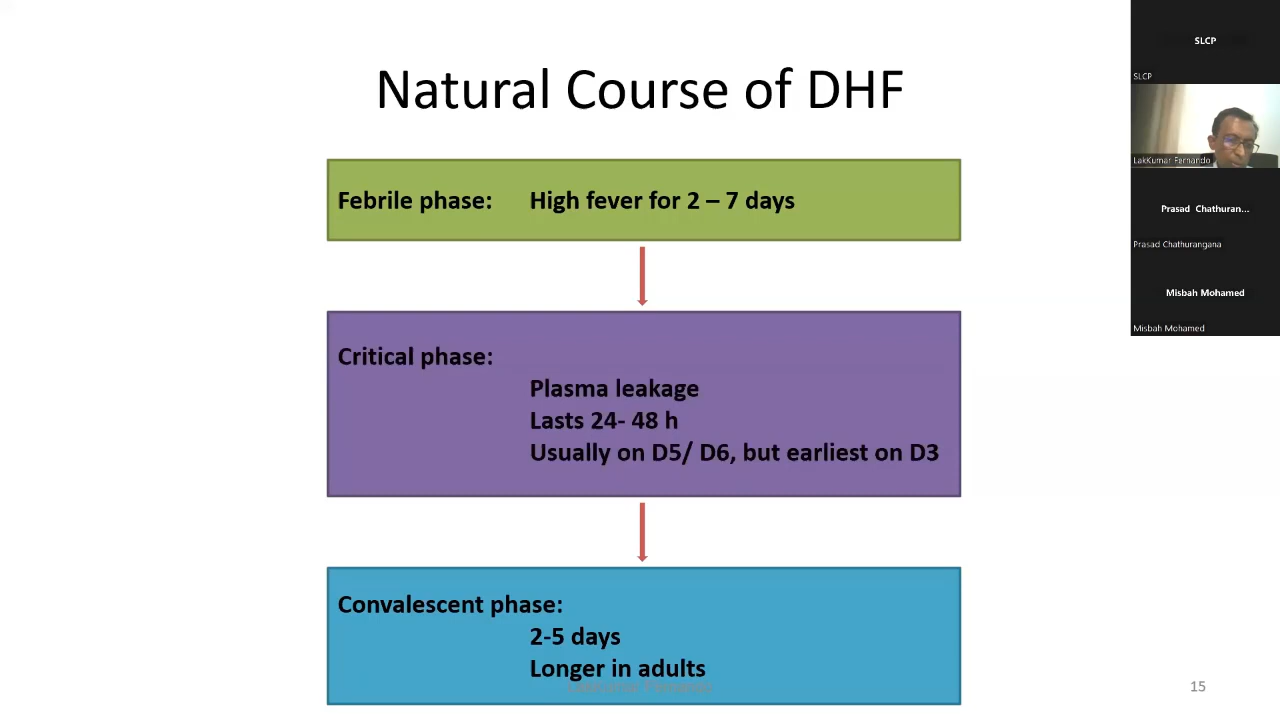 Natural Course of DHF
Febrile phase: High fever for 2 – 7 days
Critical phase:
Plasma leakage
Lasts 24- 48 h
Usually on D5/ D6, but earliest on D3
Convalescent phase:
2-5 days
Longer in adults
15
SLCP
SLCP
LakKumar Fernando
Prasad Chathuran...
Prasad Chathurangana
Misbah Mohamed
Misbah Mohamed